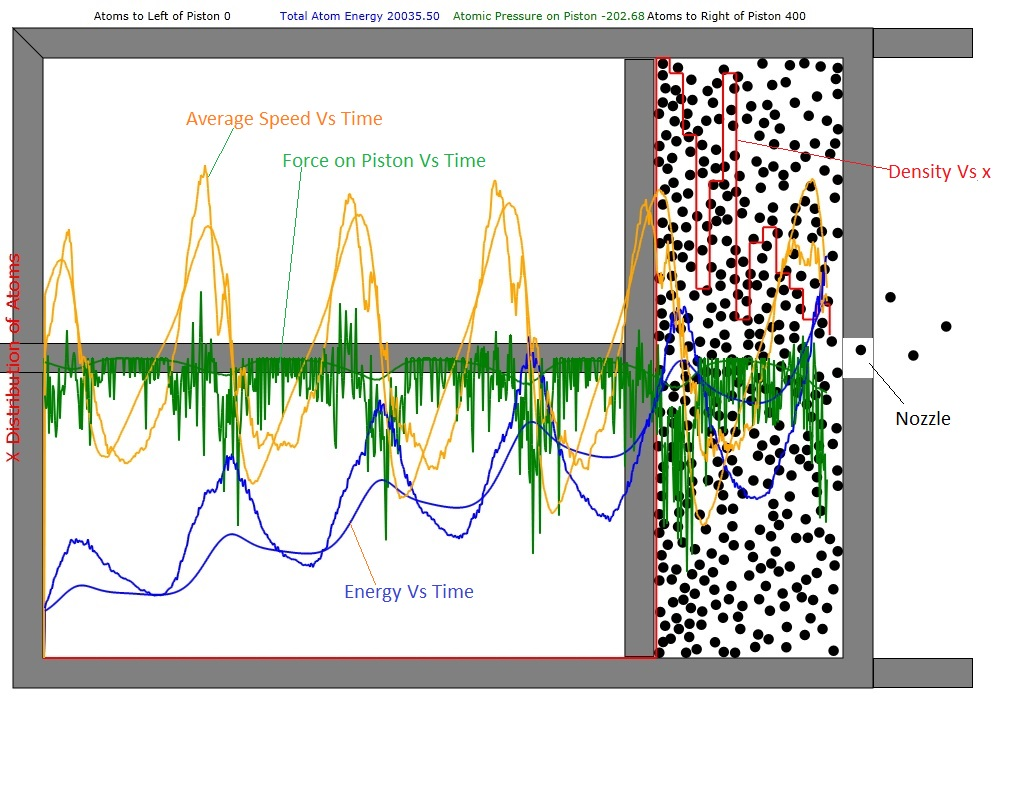 Atoms to Left of Piston 0
Total Atom Energy 20035.50
Atomic Pressure on Piston -202.68
Atoms to Right of Piston 400
Average Speed Vs Time
Force on Piston Vs Time
Density Vs x
X Distribution of Atoms
Nozzle
Energy Vs Time